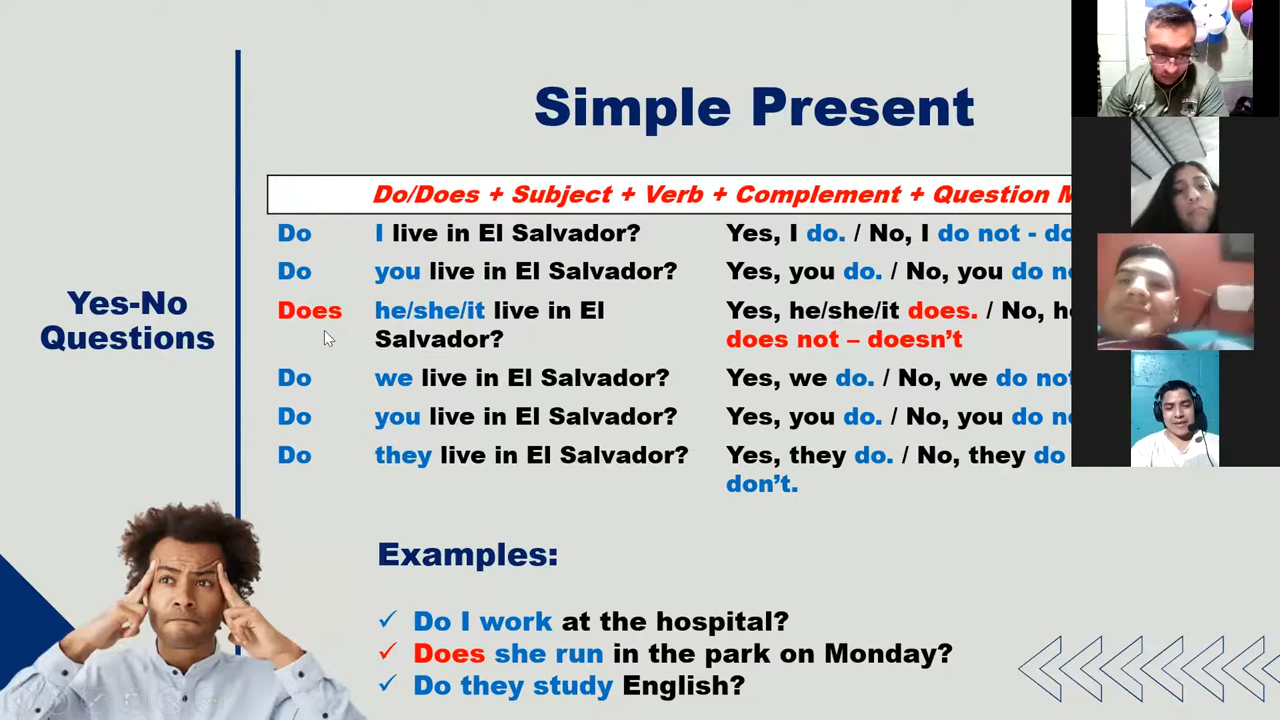 Simple Present
Do/Does + Subject + Verb + Complement + Question
Yes-No
Questions
Do I live in El Salvador? Yes, I do. / No, I do not -
Do you live in El Salvador? Yes, you do. / No, you do
Does he/she/it live in El Yes, he/she/it does. / No,
Salvador? does not – doesn’t
Do we live in El Salvador? Yes, we do. / No, we do not
Do you live in El Salvador? Yes, you do. / No, you do
Do they live in El Salvador? Yes, they do. / No, they do
don’t.
Examples:
✓ Do I work at the hospital?
✓ Does she run in the park on Monday?
✓ Do they study English?